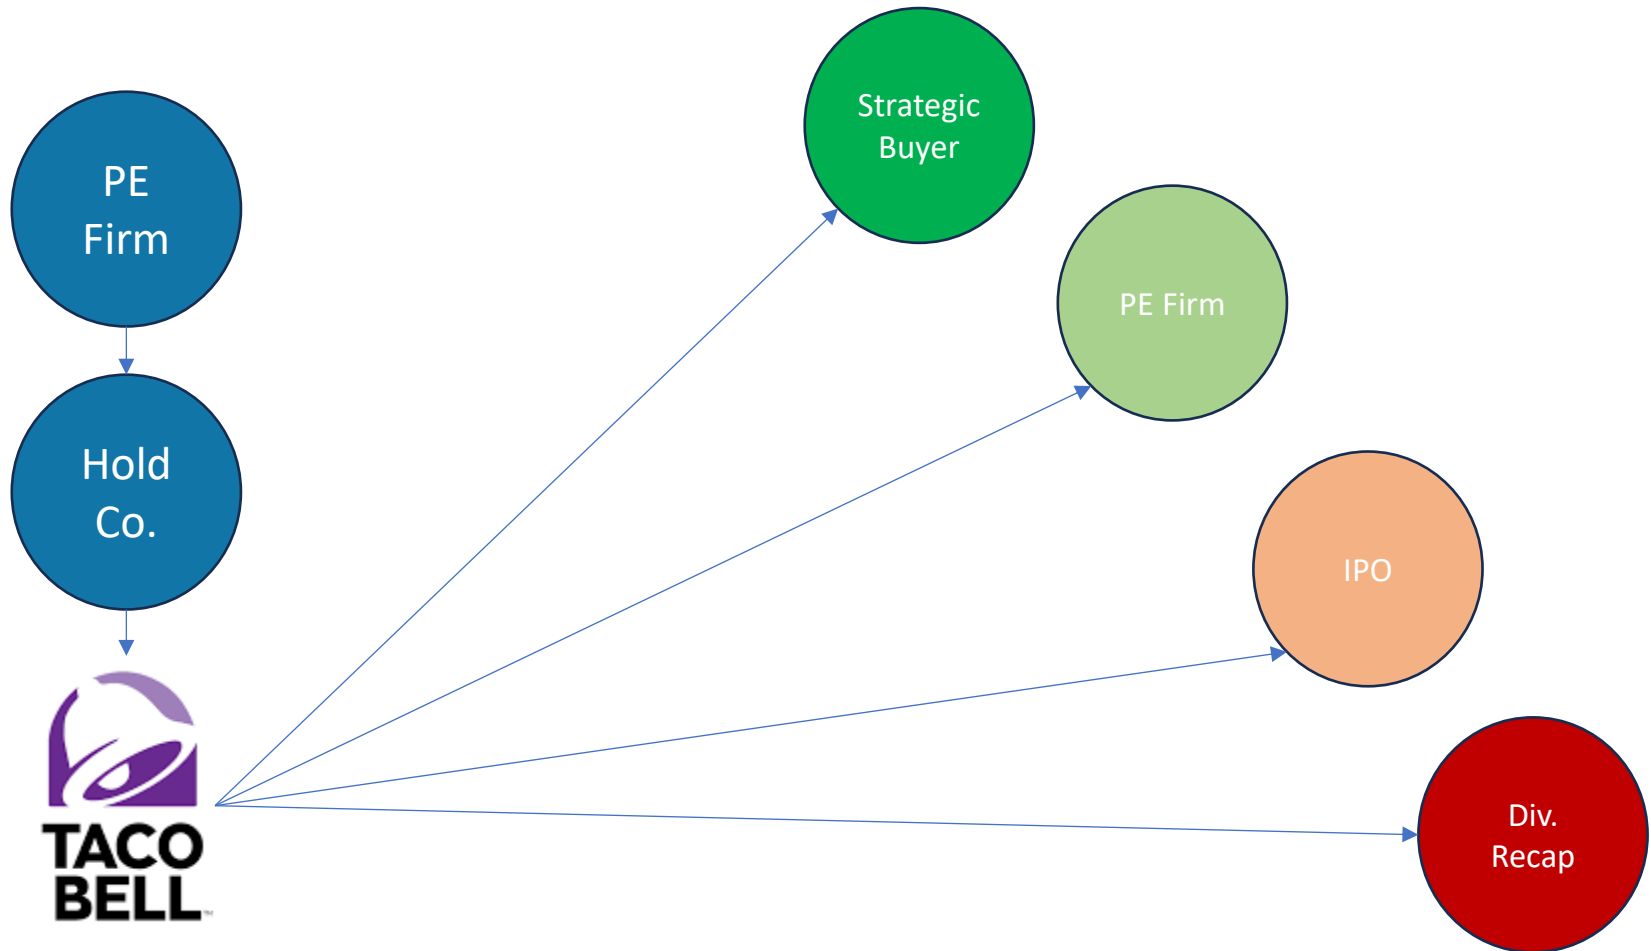 PE
Firm
Hold
Co.
TACO
BELL
Strategic
Buyer
PE Firm
IPO
Div.
Recap